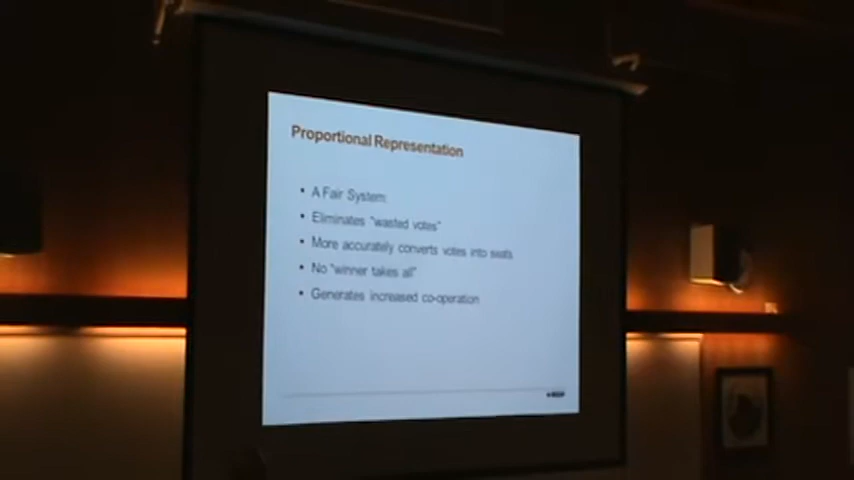 Proportional Representation
• A Fair System
• Eliminates "wasted votes"
• More accurately converts votes into seats
• No "winner takes all"
• Generates increased co-operation